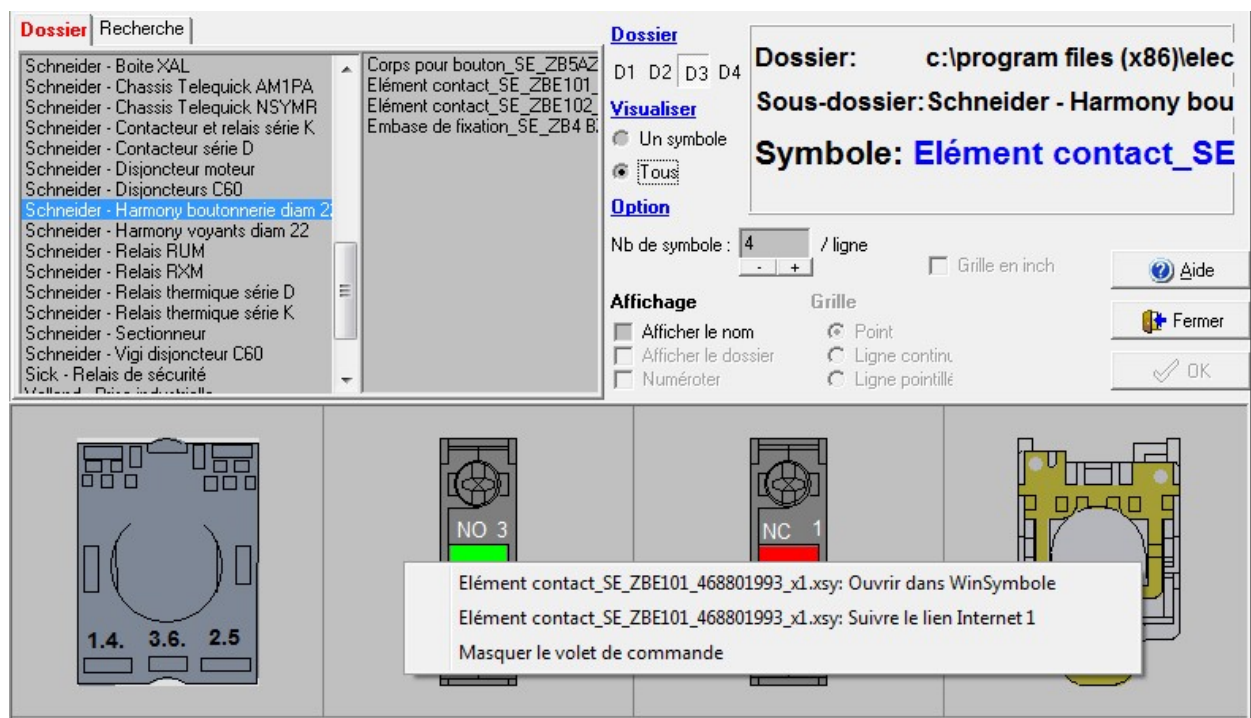 Dossier Recherche
Schneider - Boite XAL
Schneider - Chassis Telequick AM1PA
Schneider - Chassis Telequick NSYMR
Schneider - Contacteur et relais série K
Schneider - Contacteur série D
Schneider - Disjoncteur moteur
Schneider - Disjoncteurs C60
Schneider - Harmony boutonnerie diam 22
Schneider - Harmony voyants diam 22
Schneider - Relais RUM
Schneider - Relais RXM
Schneider - Relais thermique série D
Schneider - Relais thermique série K
Schneider - Sectionneur
Schneider - Vigi disjoncteur C60
Sick - Relais de sécurité
Corps pour bouton_SE_ZB5AZ
Elément contact_SE_ZBE101_
Elément contact_SE_ZBE102_
Embase de fixation_SE_ZB4 B
Dossier
D1 D2 D3 D4
Visualiser
Un symbole
Tous
Option
Nb de symbole : 4 / ligne
- +
Grille en inch
Affichage
Afficher le nom
Afficher le dossier
Numéroter
Grille
Point
Ligne continu
Ligne pointillé
Dossier: c:\program files (x86)\elec
Sous-dossier: Schneider - Harmony bou
Symbole: Elément contact_SE
Aide
Fermer
OK
1.4. 3.6. 2.5
NO 3
NC 1
Elément contact_SE_ZBE101_468801993_x1.xsy: Ouvrir dans WinSymbole
Elément contact_SE_ZBE101_468801993_x1.xsy: Suivre le lien Internet 1
Masquer le volet de commande